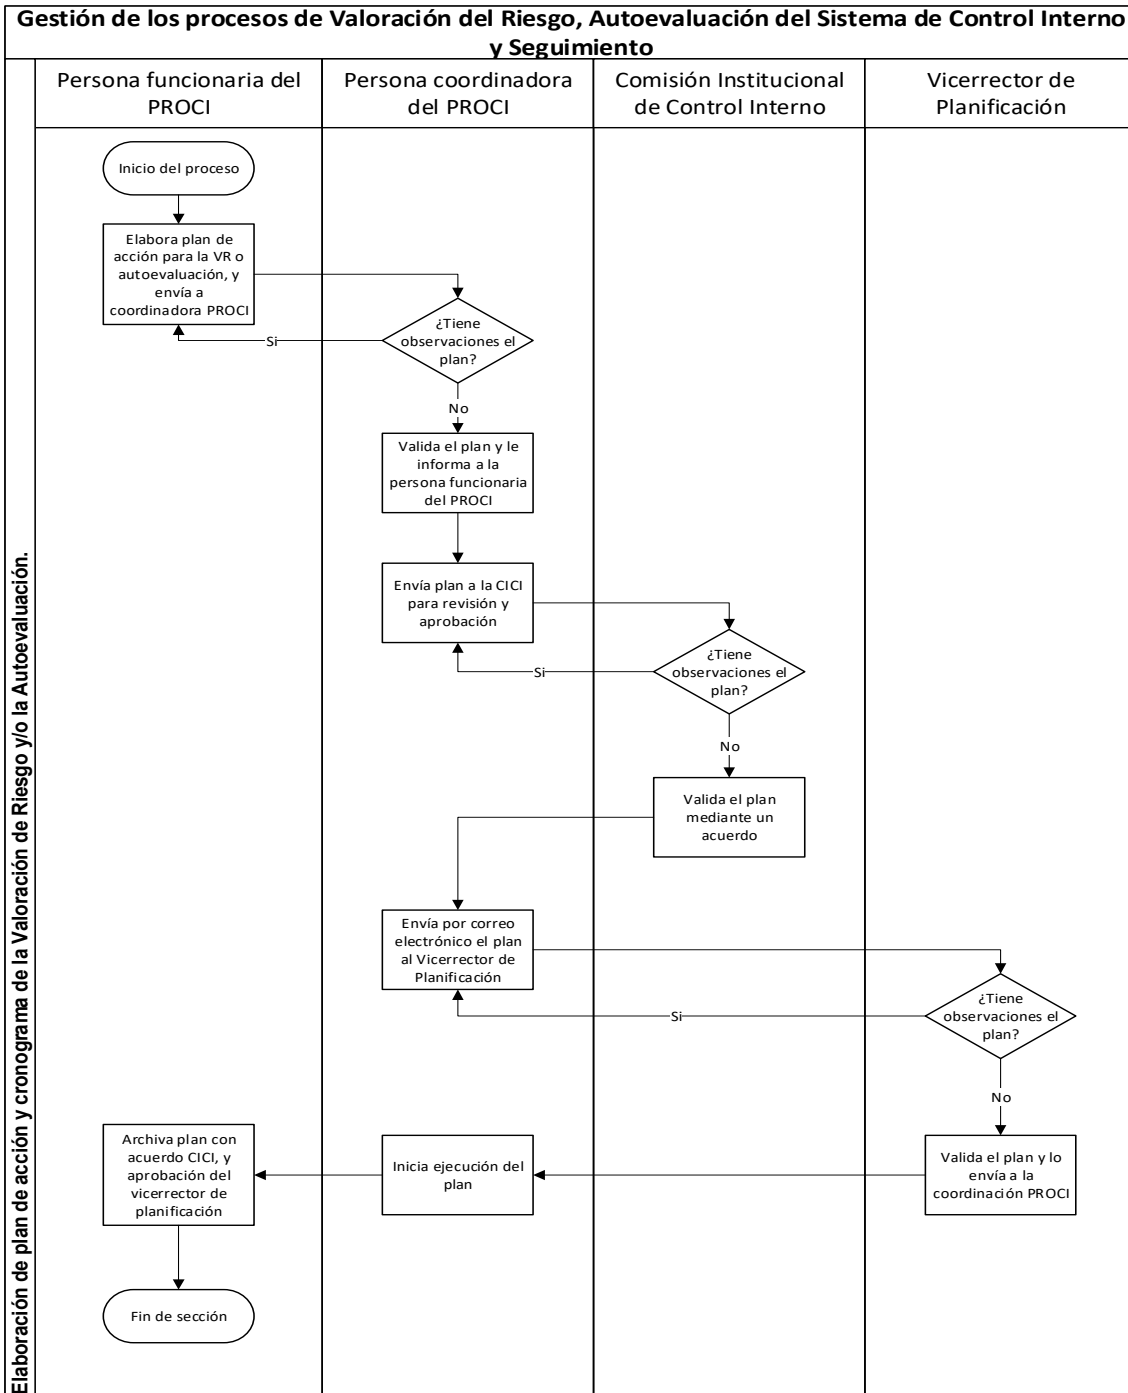 Gestión de los procesos de Valoración del Riesgo, Autoevaluación del Sistema de Control Interno
y Seguimiento
Elaboración de plan de acción y cronograma de la Valoración de Riesgo y/o la Autoevaluación.
Persona funcionaria del
PROCI
Persona coordinadora
del PROCI
Comisión Institucional
de Control Interno
Vicerrector de
Planificación
Inicio del proceso
Elabora plan de
acción para la VR o
autoevaluación, y
envía a
coordinadora PROCI
¿Tiene
observaciones el
plan?
Si
No
Valida el plan y le
informa a la
persona funcionaria
del PROCI
Envía plan a la CICI
para revisión y
aprobación
¿Tiene
observaciones el
plan?
Si
No
Valida el plan
mediante un
acuerdo
Envía por correo
electrónico el plan
al Vicerrector de
Planificación
¿Tiene
observaciones el
plan?
Si
No
Valida el plan y lo
envía a la
coordinación PROCI
Inicia ejecución del
plan
Archiva plan con
acuerdo CICI, y
aprobación del
vicerrector de
planificación
Fin de sección